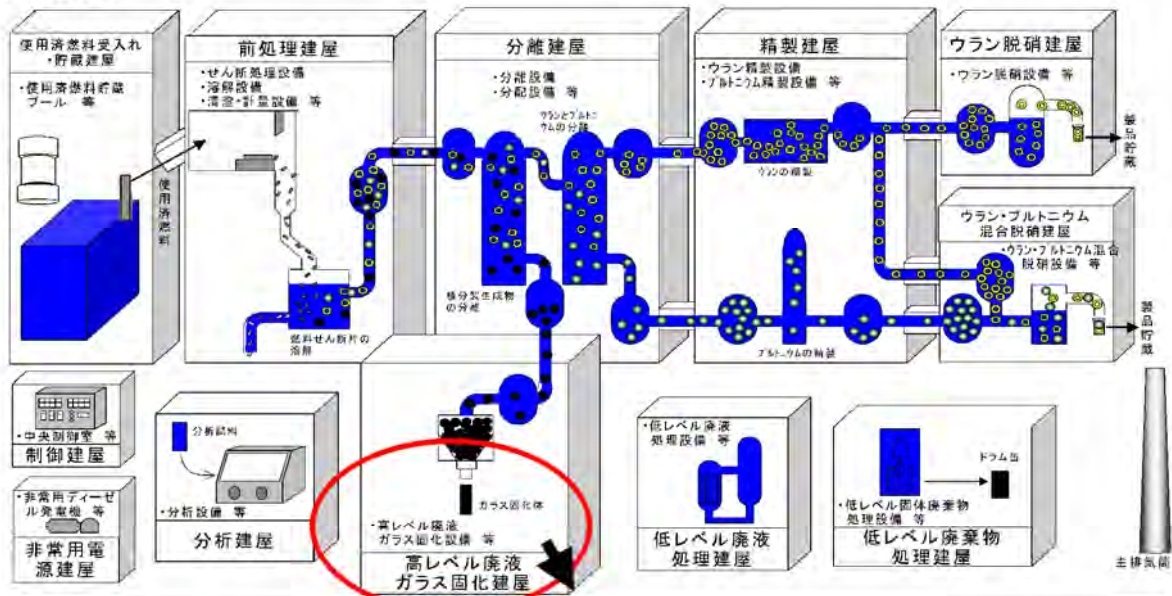 使用済燃料受入れ
・貯蔵建屋
・使用済燃料貯蔵
プール 等
使用済燃料
前処理建屋
・せん断処理設備
・溶解設備
・清澄・計量設備 等
燃料せん断片の
溶解
分離建屋
・分離設備
・分配設備 等
ウランとプルトニ
ウムの分離
核分裂生成物
の分離
精製建屋
・ウラン精製設備
・プルトニウム精製設備 等
ウランの精製
プルトニウムの精製
ウラン脱硝建屋
・ウラン脱硝設備 等
製品貯蔵
ウラン・プルトニウム
混合脱硝建屋
・ウラン・プルトニウム混合
脱硝設備 等
製品貯蔵
・中央制御室 等
制御建屋
・非常用ディーゼ
ル発電機 等
非常用電
源建屋
分析試料
・分析設備 等
分析建屋
ガラス固化体
・高レベル廃液
ガラス固化設備 等
高レベル廃液
ガラス固化建屋
・低レベル廃液
処理設備 等
低レベル廃液
処理建屋
ドラム缶
・低レベル固体廃棄物
処理設備 等
低レベル廃棄物
処理建屋
主排気筒